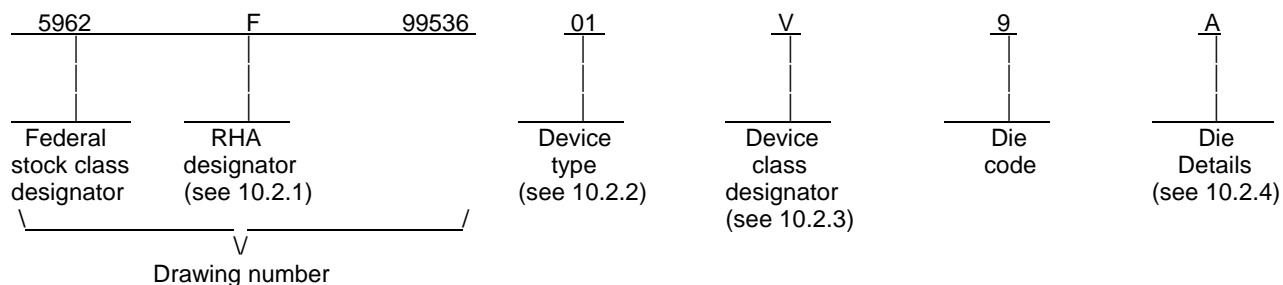 5962 F 99536 01 V 9 A
Federal RHA Device Device Die Die
stock class designator type class code Details
designator (see 10.2.1) (see 10.2.2) designator (see 10.2.4)
(see 10.2.3)
Drawing number